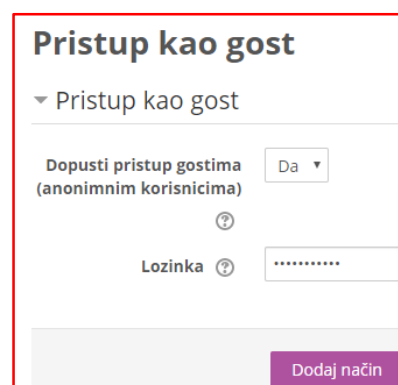 Pristup kao gost
Pristup kao gost
Dopusti pristup gostima
(anonimnim korisnicima)
Da
Lozinka
•••••••••••
Dodaj način